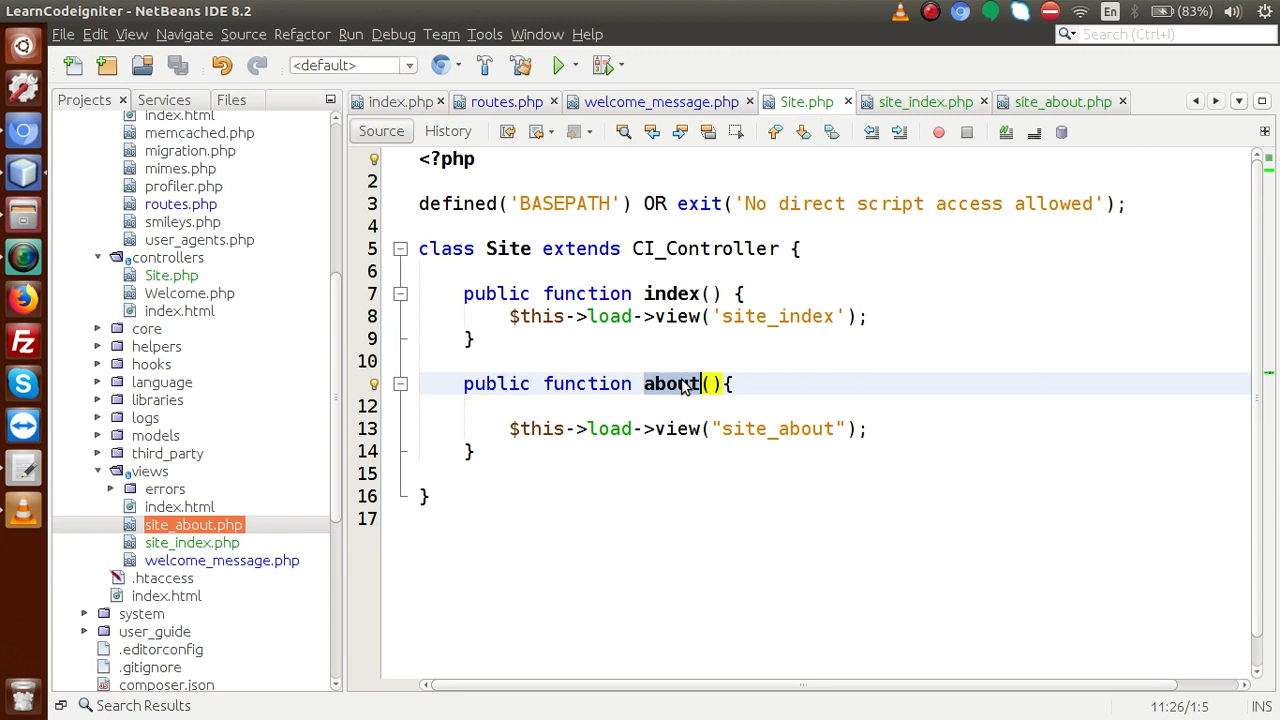 LearnCodeigniter - NetBeans IDE 8.2
En
(83%)
File Edit View Navigate Source Refactor Run Debug Team Tools Window Help
Search (Ctrl+I)
<default>
Projects Services Files
index.php routes.php welcome_message.php Site.php site_index.php site_about.php
Source History
index.html
memcached.php
migration.php
mimes.php
profiler.php
routes.php
smileys.php
user_agents.php
controllers
Site.php
Welcome.php
index.html
core
helpers
hooks
language
libraries
logs
models
third_party
views
errors
index.html
site_about.php
site_index.php
welcome_message.php
.htaccess
index.html
system
user_guide
.editorconfig
.gitignore
composer.json
<?php
2
3 defined('BASEPATH') OR exit('No direct script access allowed');
4
5 class Site extends CI_Controller {
6
7 public function index() {
8 $this->load->view('site_index');
9 }
10
public function about(){
12
13 $this->load->view("site_about");
14 }
15
16 }
17
Search Results
11:26/1:5 INS